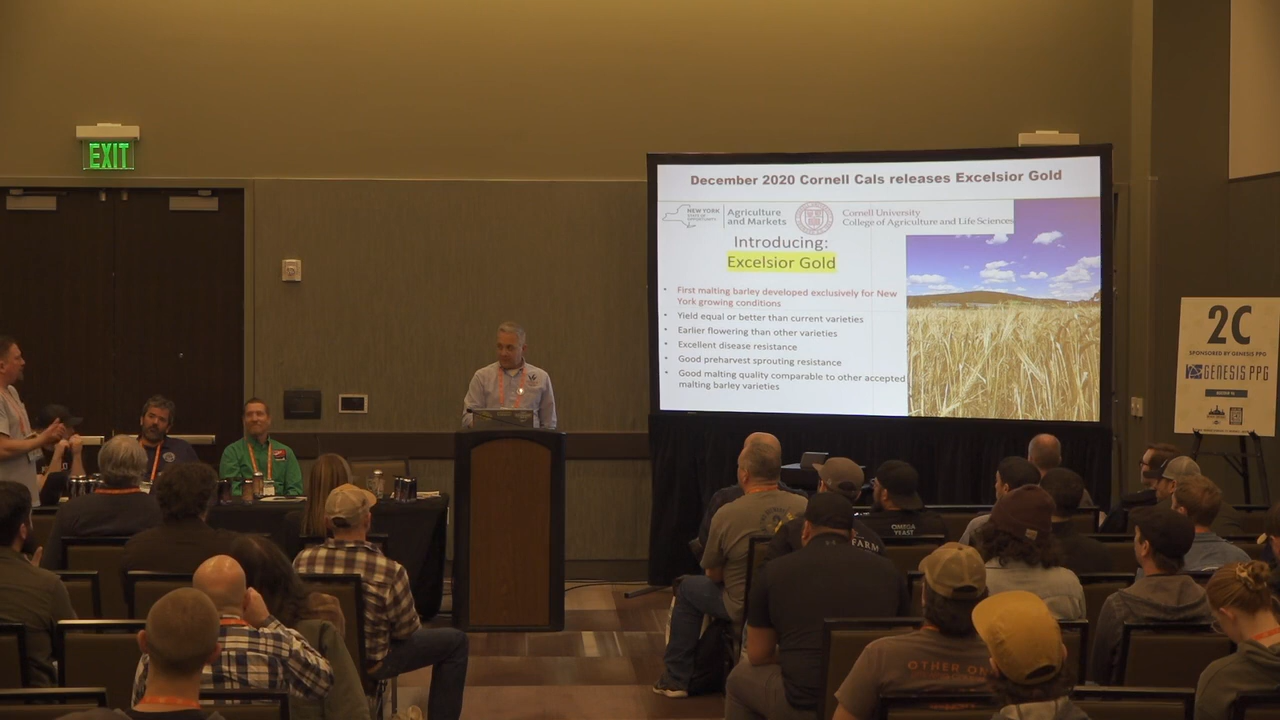 EXIT
December 2020 Cornell Cals releases Excelsior Gold
NEW YORK
STATE OF
OPPORTUNITY
Agriculture
and Markets
Cornell University
College of Agriculture and Life Sciences
Introducing:
Excelsior Gold
• First malting barley developed exclusively for New
York growing conditions
• Yield equal or better than current varieties
• Earlier flowering than other varieties
• Excellent disease resistance
• Good preharvest sprouting resistance
• Good malting quality comparable to other accepted
malting barley varieties
2C
SPONSORED BY GENESIS PPG
GENESIS PPG
OMEGA
YEAST
FARM
OTHER ON